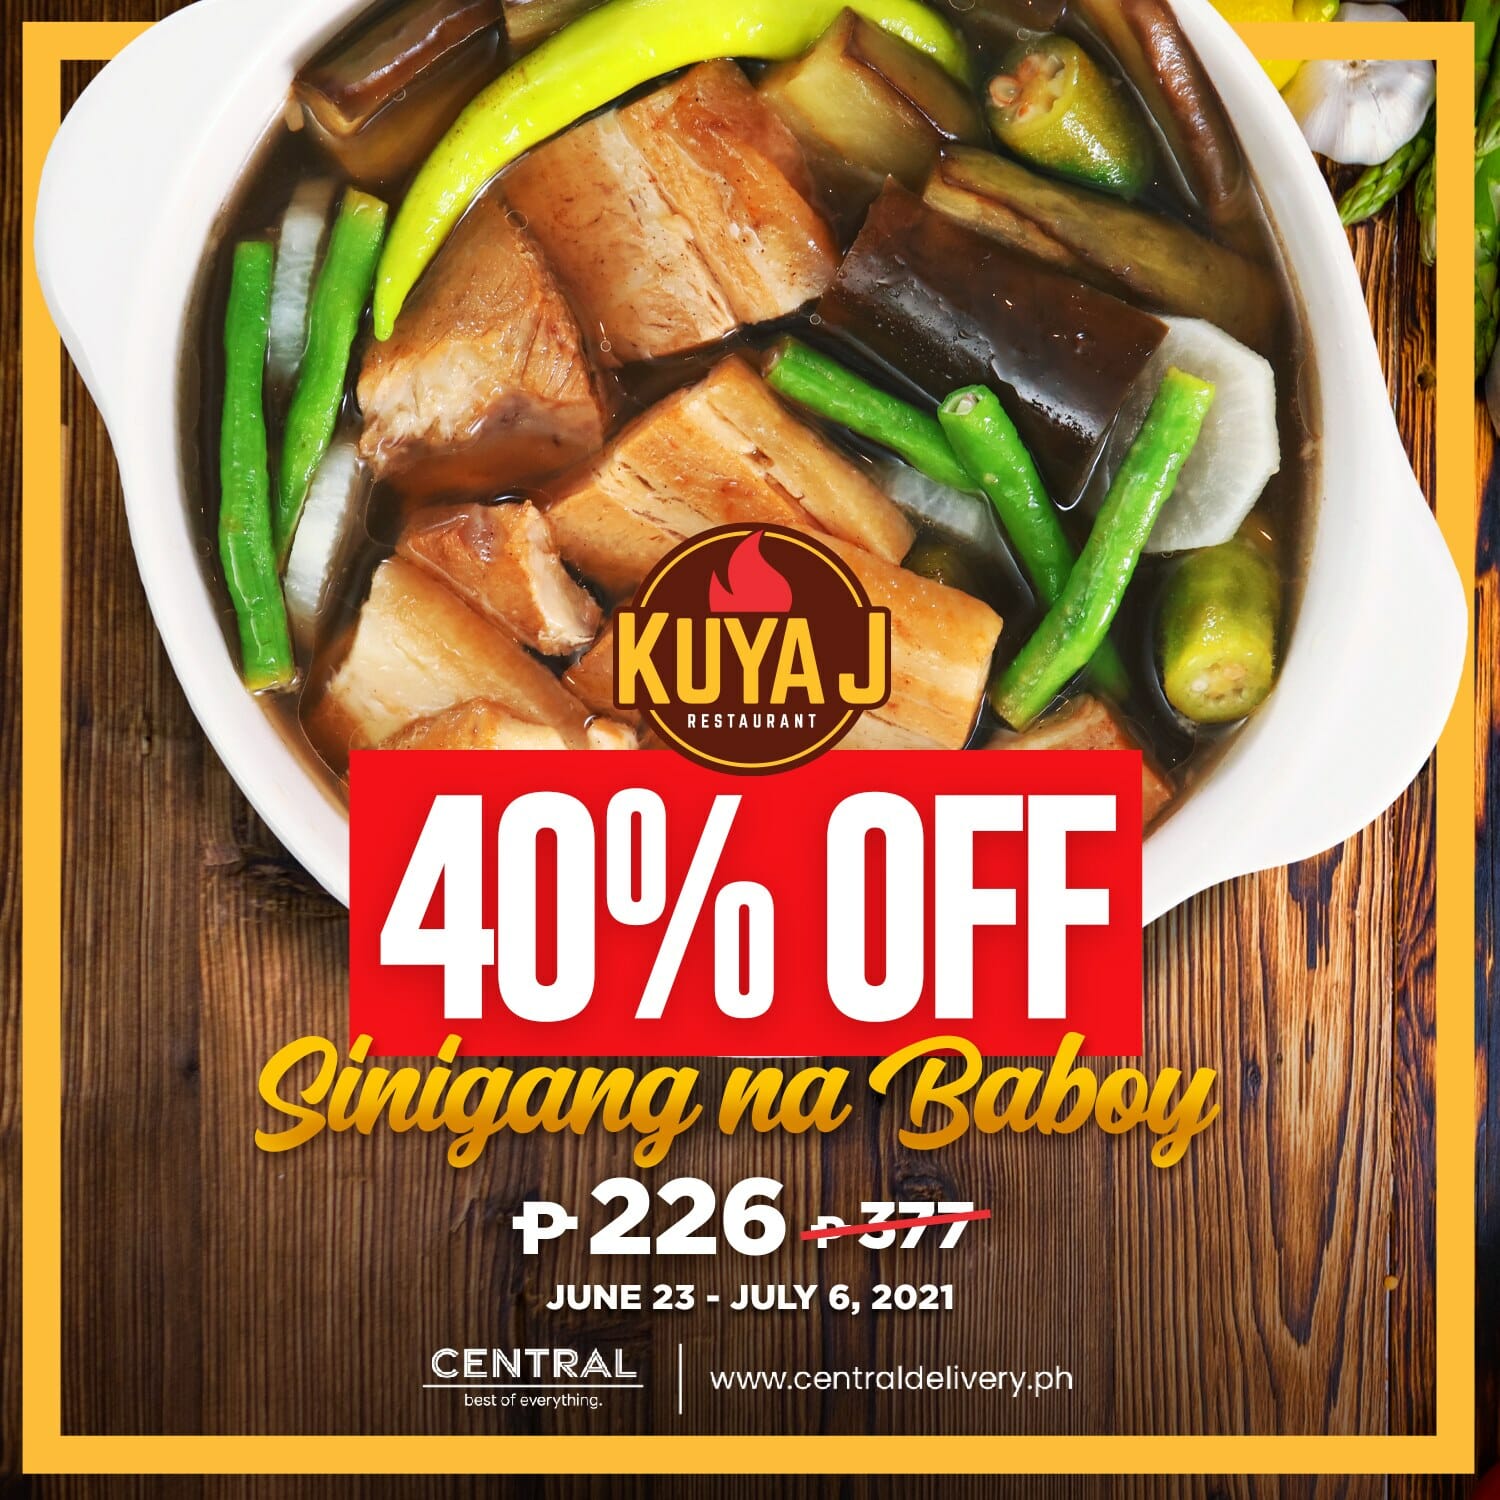 KUYA J
RESTAURANT
40% OFF
Sinigang na Baboy
₱226 ₱377
JUNE 23 - JULY 6, 2021
CENTRAL
best of everything.
www.centraldelivery.ph